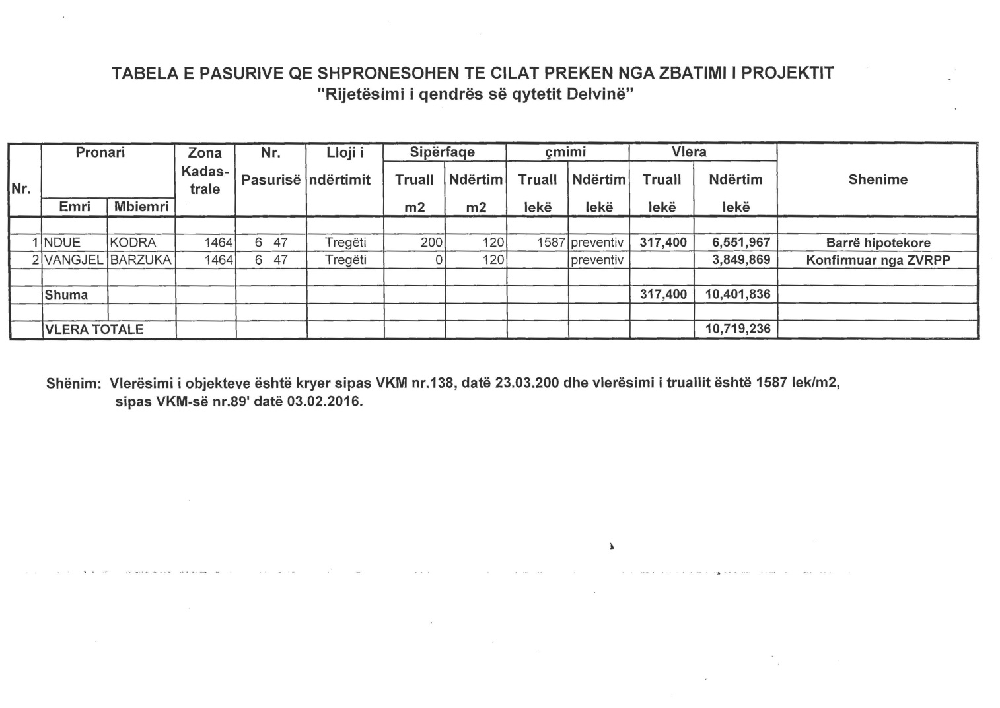 TABELA E PASURIVE QE SHPRONESOHEN TE CILAT PREKEN NGA ZBATIMI I PROJEKTIT
"Rijetësimi i qendrës së qytetit Delvinë”
Nr. Pronari Zona Kadas- trale Nr. Pasurisë Lloji i ndërtimit Sipërfaqe çmimi Vlera Shenime
Truall Ndërtim Truall Ndërtim Truall Ndërtim
Emri Mbiemri m2 m2 lekë lekë lekë lekë
1 NDUE KODRA 1464 6 47 Tregëti 200 120 1587 preventiv 317,400 6,551,967 Barrë hipotekore
2 VANGJEL BARZUKA 1464 6 47 Tregëti 0 120 preventiv 3,849,869 Konfirmuar nga ZVRPP
Shuma 317,400 10,401,836
VLERA TOTALE 10,719,236
Shënim: Vlerësimi i objekteve është kryer sipas VKM nr.138, datë 23.03.200 dhe vlerësimi i truallit është 1587 lek/m2,
sipas VKM-së nr.89' datë 03.02.2016.